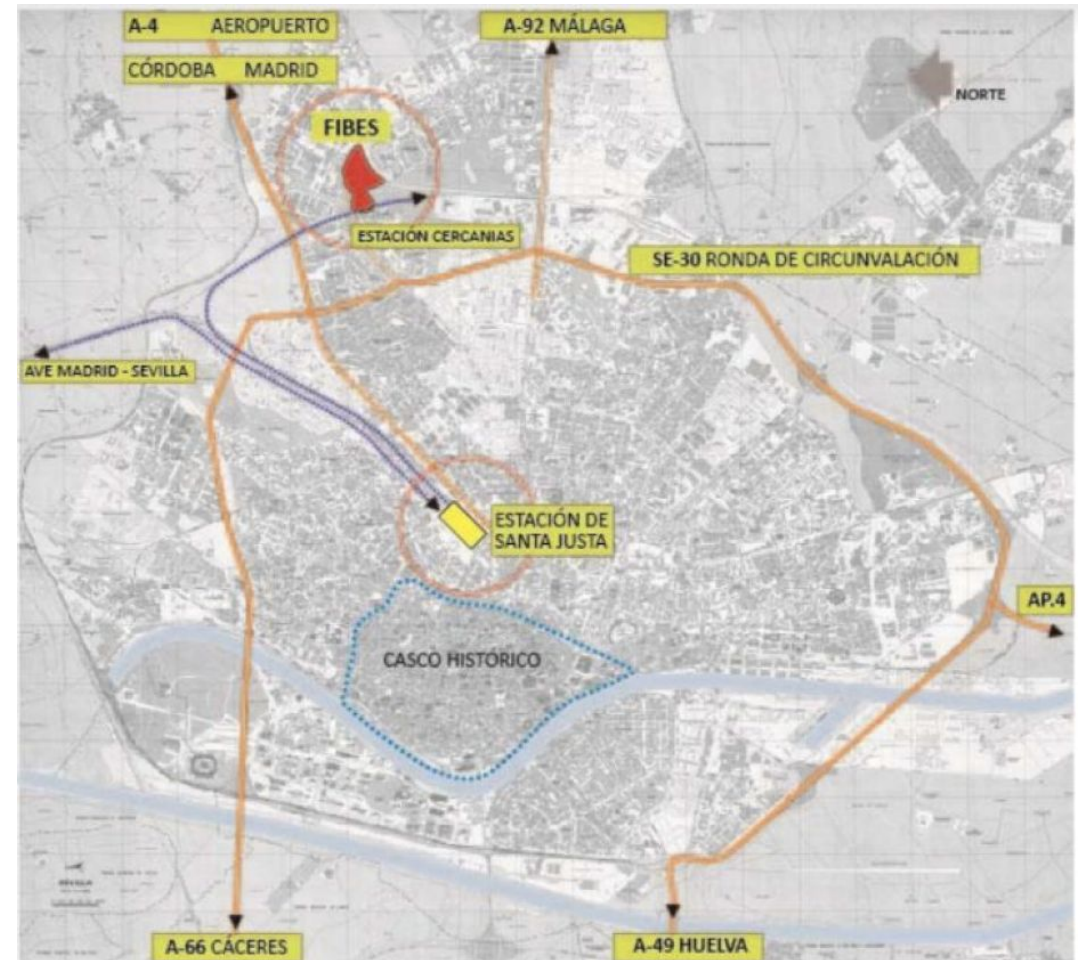 A-4 AEROPUERTO
CÓRDOBA MADRID
A-92 MÁLAGA
NORTE
FIBES
ESTACIÓN CERCANIAS
SE-30 RONDA DE CIRCUNVALACIÓN
AVE MADRID - SEVILLA
ESTACIÓN DE
SANTA JUSTA
AP.4
CASCO HISTÓRICO
SEVILLA
A-66 CÁCERES
A-49 HUELVA